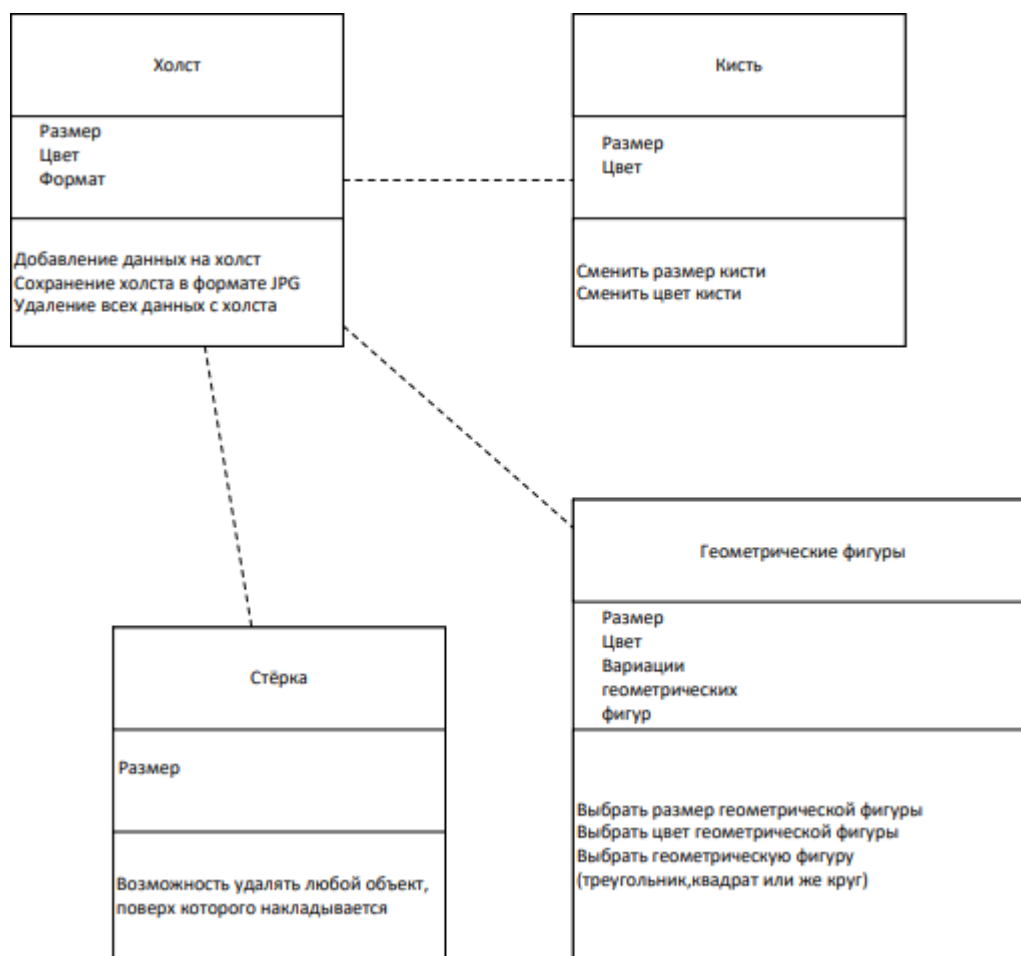 Холст
Размер
Цвет
Формат
Добавление данных на холст
Сохранение холста в формате JPG
Удаление всех данных с холста
Кисть
Размер
Цвет
Сменить размер кисти
Сменить цвет кисти
Стёрка
Размер
Возможность удалять любой объект,
поверх которого накладывается
Геометрические фигуры
Размер
Цвет
Вариации
геометрических
фигур
Выбрать размер геометрической фигуры
Выбрать цвет геометрической фигуры
Выбрать геометрическую фигуру
(треугольник,квадрат или же круг)